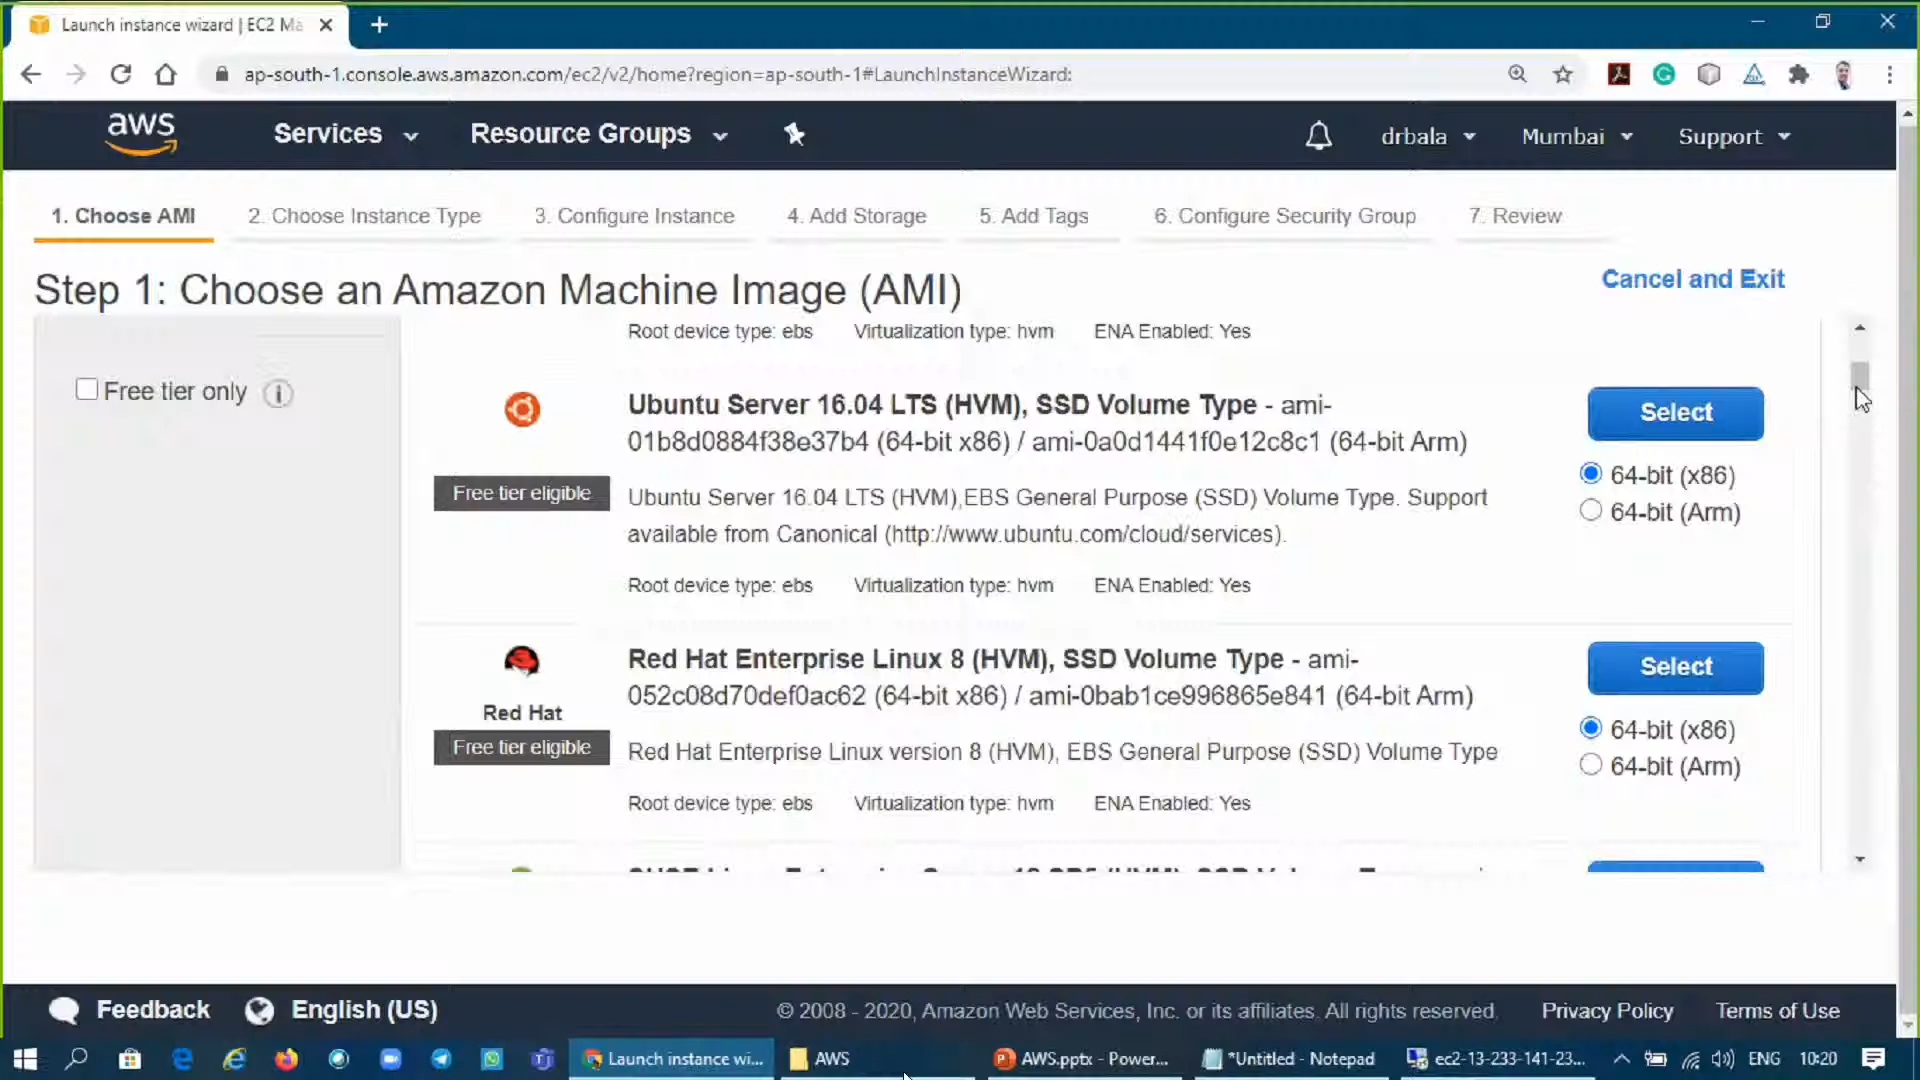 Launch instance wizard | EC2 Ma
ap-south-1.console.aws.amazon.com/ec2/v2/home?region=ap-south-1#LaunchInstanceWizard:
aws Services Resource Groups drbala Mumbai Support
1. Choose AMI 2. Choose Instance Type 3. Configure Instance 4. Add Storage 5. Add Tags 6. Configure Security Group 7. Review
Step 1: Choose an Amazon Machine Image (AMI)
Cancel and Exit
Free tier only
Root device type: ebs Virtualization type: hvm ENA Enabled: Yes
Ubuntu Server 16.04 LTS (HVM), SSD Volume Type - ami-
01b8d0884f38e37b4 (64-bit x86) / ami-0a0d1441f0e12c8c1 (64-bit Arm)
Free tier eligible
Ubuntu Server 16.04 LTS (HVM),EBS General Purpose (SSD) Volume Type. Support
available from Canonical (http://www.ubuntu.com/cloud/services).
Root device type: ebs Virtualization type: hvm ENA Enabled: Yes
Select
64-bit (x86)
64-bit (Arm)
Red Hat
Free tier eligible
Red Hat Enterprise Linux 8 (HVM), SSD Volume Type - ami-
052c08d70def0ac62 (64-bit x86) / ami-0bab1ce996865e841 (64-bit Arm)
Red Hat Enterprise Linux version 8 (HVM), EBS General Purpose (SSD) Volume Type
Root device type: ebs Virtualization type: hvm ENA Enabled: Yes
Select
64-bit (x86)
64-bit (Arm)
Feedback English (US) © 2008 - 2020, Amazon Web Services, Inc. or its affiliates. All rights reserved. Privacy Policy Terms of Use
Launch instance wi... AWS AWS.pptx - Power... *Untitled - Notepad ec2-13-233-141-23... ENG 10:20